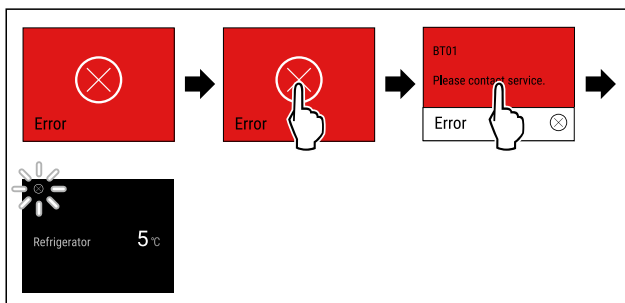 Error
Error
BT01
Please contact service.
Error
Refrigerator 5 °C